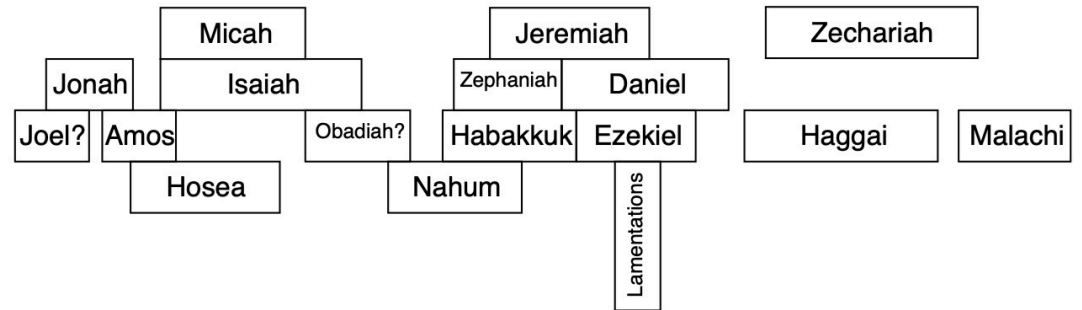 Micah
Jeremiah
Zechariah
Jonah
Isaiah
Zephaniah
Daniel
Joel?
Amos
Obadiah?
Habakkuk
Ezekiel
Haggai
Malachi
Hosea
Nahum
Lamentations